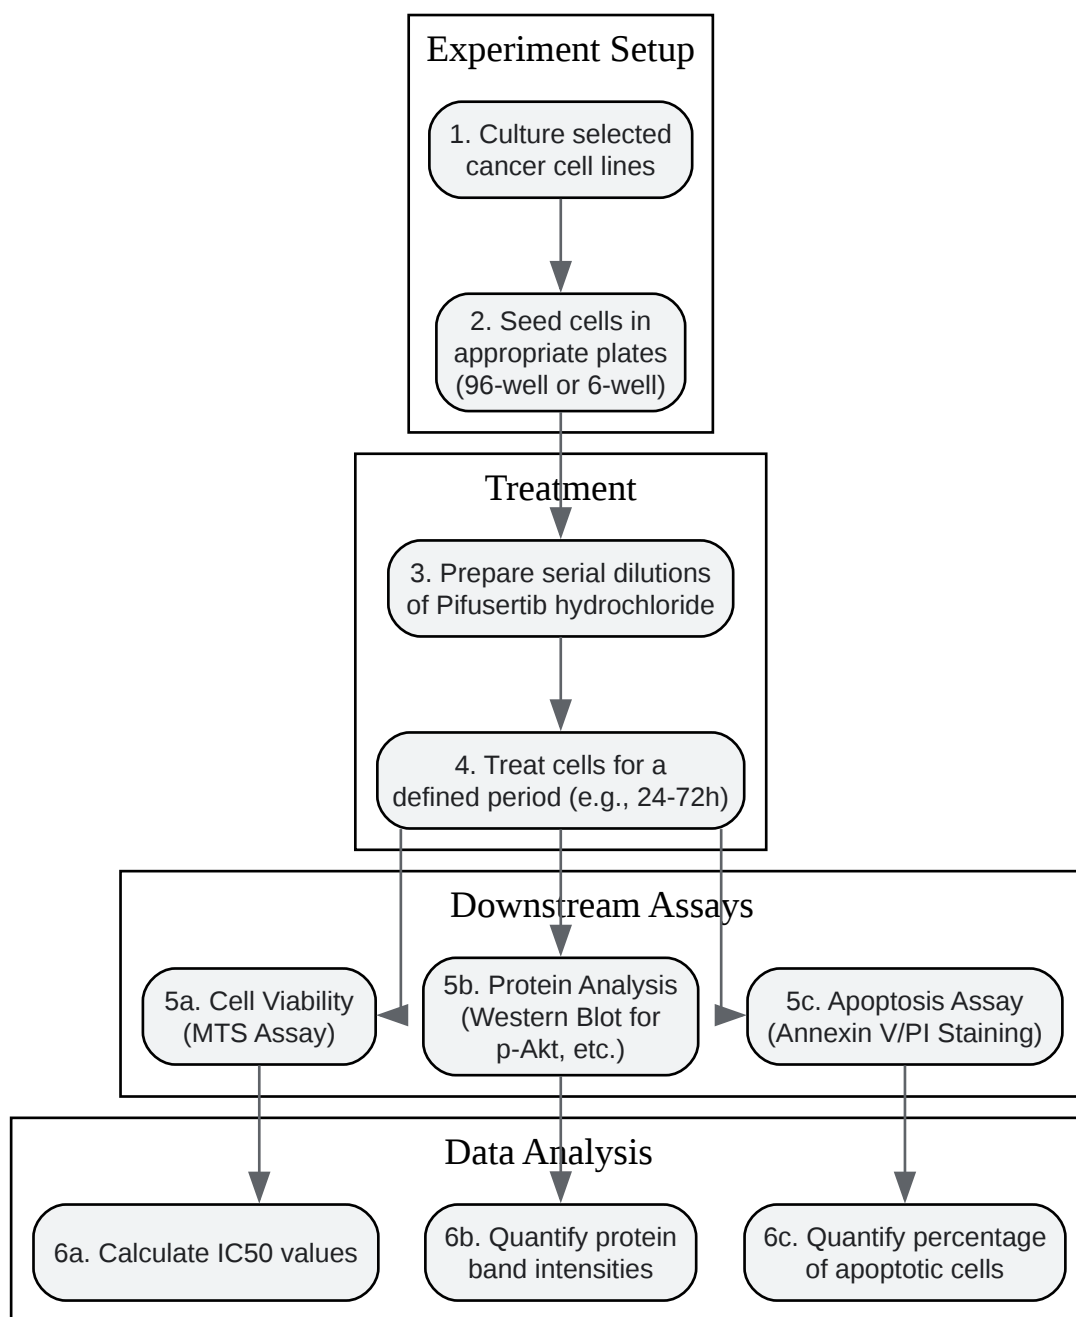 Experiment Setup
1. Culture selected
cancer cell lines
2. Seed cells in
appropriate plates
(96-well or 6-well)
Treatment
3. Prepare serial dilutions
of Pifusertib hydrochloride
4. Treat cells for a
defined period (e.g., 24-72h)
Downstream Assays
5a. Cell Viability
(MTS Assay)
5b. Protein Analysis
(Western Blot for
p-Akt, etc.)
5c. Apoptosis Assay
(Annexin V/PI Staining)
Data Analysis
6a. Calculate IC50 values
6b. Quantify protein
band intensities
6c. Quantify percentage
of apoptotic cells